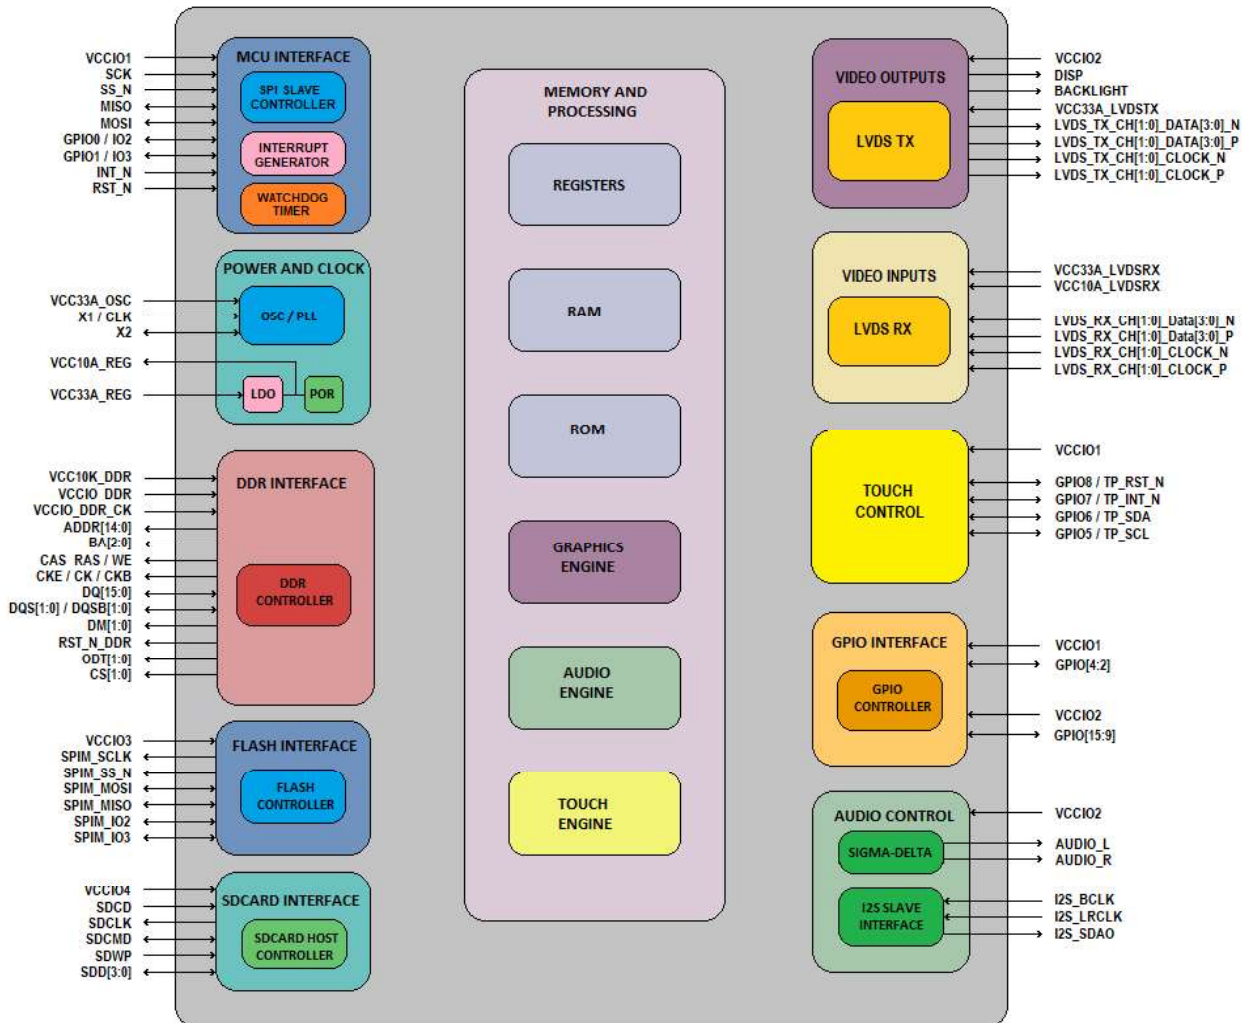 VCCIO1
SCK
SS_N
MISO
MOSI
GPIO0 / IO2
GPIO1 / IO3
INT_N
RST_N
MCU INTERFACE
SPI SLAVE
CONTROLLER
INTERRUPT
GENERATOR
WATCHDOG
TIMER
VCC33A_OSC
X1 / CLK
X2
VCC10A_REG
VCC33A_REG
POWER AND CLOCK
OSC / PLL
LDO
POR
VCC10K_DDR
VCCIO_DDR
VCCIO_DDR_CK
ADDR[14:0]
BA[2:0]
CAS RAS / WE
CKE / CK / CKB
DQ[15:0]
DQS[1:0] / DQSB[1:0]
DM[1:0]
RST_N_DDR
ODT[1:0]
CS[1:0]
DDR INTERFACE
DDR
CONTROLLER
VCCIO3
SPIM_SCLK
SPIM_SS_N
SPIM_MOSI
SPIM_MISO
SPIM_IO2
SPIM_IO3
FLASH INTERFACE
FLASH
CONTROLLER
VCCIO4
SDCD
SDCLK
SDCMD
SDWP
SDD[3:0]
SDCARD INTERFACE
SDCARD HOST
CONTROLLER
MEMORY AND
PROCESSING
REGISTERS
RAM
ROM
GRAPHICS
ENGINE
AUDIO
ENGINE
TOUCH
ENGINE
VIDEO OUTPUTS
LVDS TX
VCCIO2
DISP
BACKLIGHT
VCC33A_LVDSTX
LVDS_TX_CH[1:0]_DATA[3:0]_N
LVDS_TX_CH[1:0]_DATA[3:0]_P
LVDS_TX_CH[1:0]_CLOCK_N
LVDS_TX_CH[1:0]_CLOCK_P
VIDEO INPUTS
LVDS RX
VCC33A_LVDSRX
VCC10A_LVDSRX
LVDS_RX_CH[1:0]_Data[3:0]_N
LVDS_RX_CH[1:0]_Data[3:0]_P
LVDS_RX_CH[1:0]_CLOCK_N
LVDS_RX_CH[1:0]_CLOCK_P
TOUCH
CONTROL
VCCIO1
GPIO8 / TP_RST_N
GPIO7 / TP_INT_N
GPIO6 / TP_SDA
GPIO5 / TP_SCL
GPIO INTERFACE
GPIO
CONTROLLER
VCCIO1
GPIO[4:2]
VCCIO2
GPIO[15:9]
AUDIO CONTROL
SIGMA-DELTA
I2S SLAVE
INTERFACE
VCCIO2
AUDIO_L
AUDIO_R
I2S_BCLK
I2S_LRCLK
I2S_SDAO